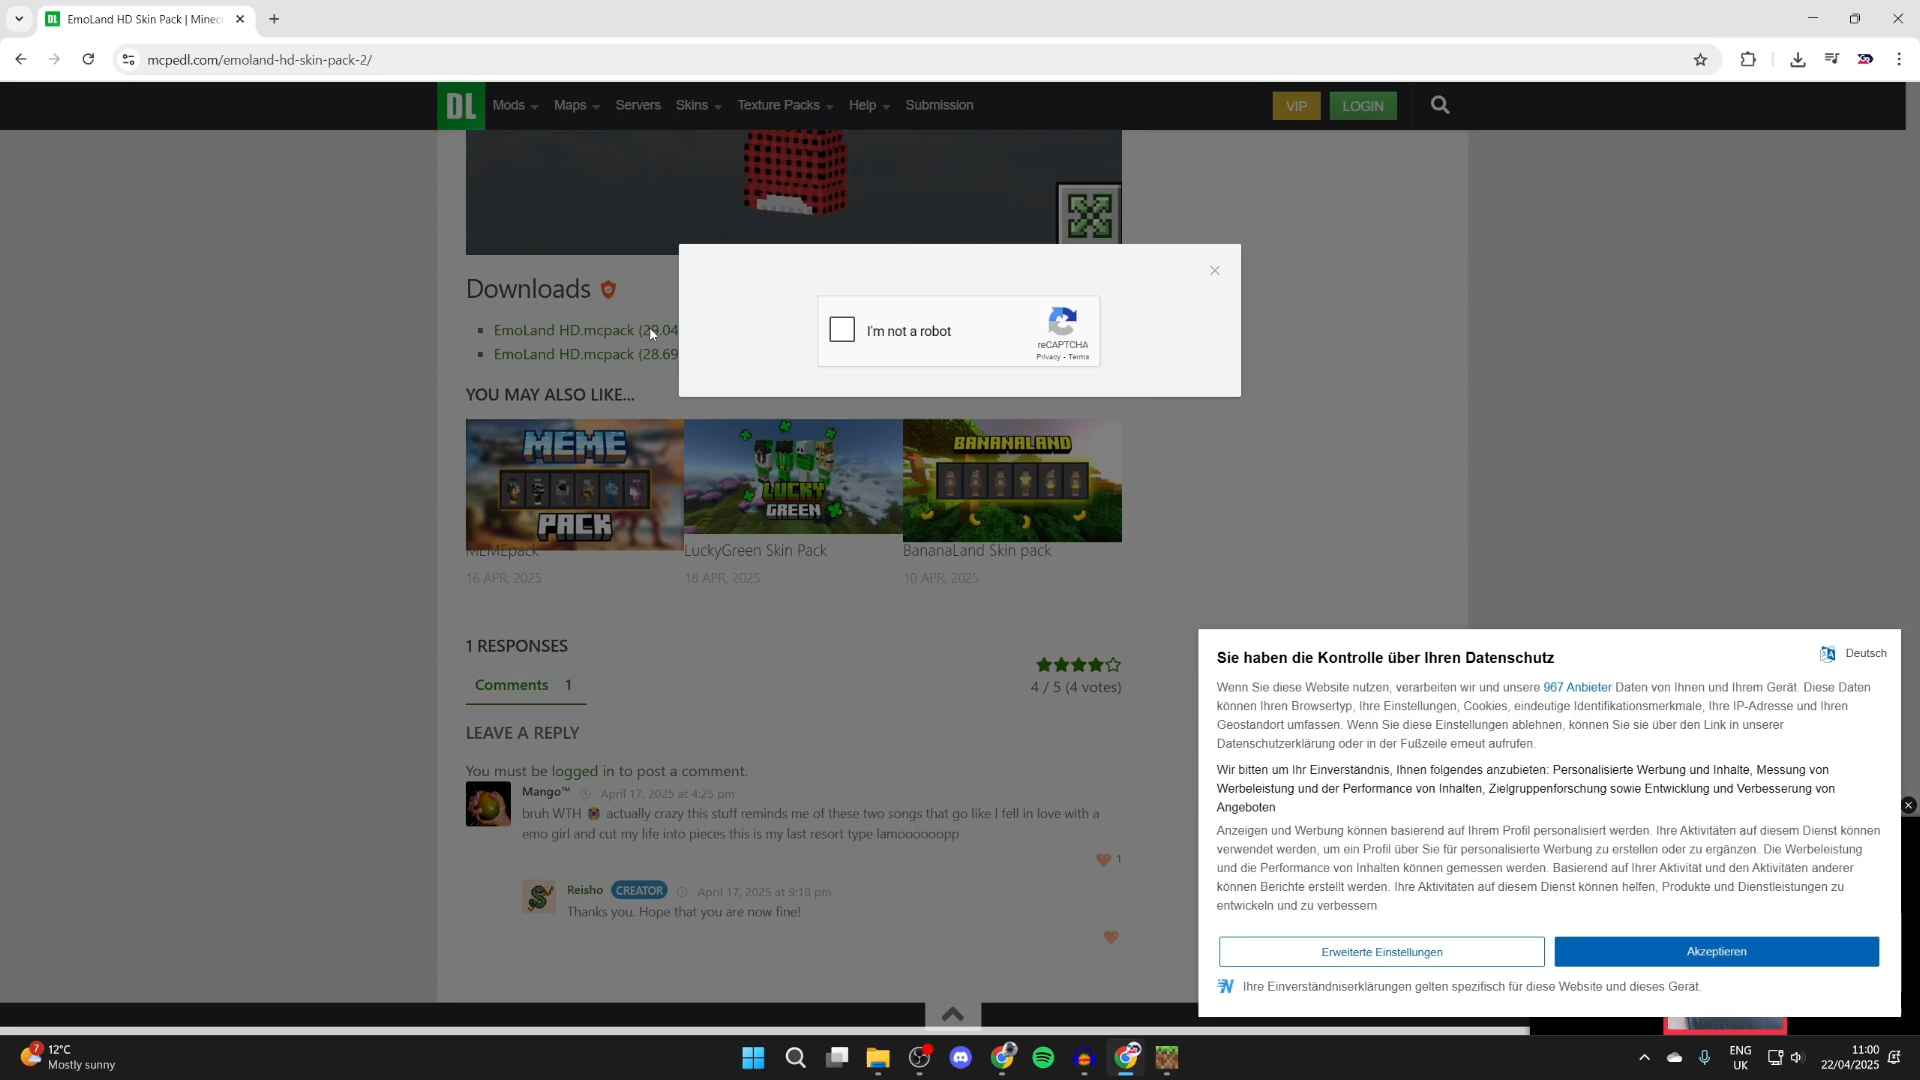 EmoLand HD Skin Pack | Minec
mcpedl.com/emoland-hd-skin-pack-2/
DL Mods Maps Servers Skins Texture Packs Help Submission VIP LOGIN
Downloads
EmoLand HD.mcpack (29.04
EmoLand HD.mcpack (28.69
I'm not a robot
reCAPTCHA
Privacy - Terms
YOU MAY ALSO LIKE...
MEME
PACK
LUCKY
GREEN
BANANALAND
MEMEpack
LuckyGreen Skin Pack
BananaLand Skin pack
16 APR, 2025
18 APR, 2025
10 APR, 2025
1 RESPONSES
Comments 1
4 / 5 (4 votes)
LEAVE A REPLY
You must be logged in to post a comment.
Mango™ April 17, 2025 at 4:25 pm
bruh WTH 😭 actually crazy this stuff reminds me of these two songs that go like I fell in love with a
emo girl and cut my life into pieces this is my last resort type lamoooooopp
1
Reisho CREATOR April 17, 2025 at 9:18 pm
Thanks you. Hope that you are now fine!
Sie haben die Kontrolle über Ihren Datenschutz
Deutsch
Wenn Sie diese Website nutzen, verarbeiten wir und unsere 967 Anbieter Daten von Ihnen und Ihrem Gerät. Diese Daten
können Ihren Browsertyp, Ihre Einstellungen, Cookies, eindeutige Identifikationsmerkmale, Ihre IP-Adresse und Ihren
Geostandort umfassen. Wenn Sie diese Einstellungen ablehnen, können Sie sie über den Link in unserer
Datenschutzerklärung oder in der Fußzeile erneut aufrufen.
Wir bitten um Ihr Einverständnis, Ihnen folgendes anzubieten: Personalisierte Werbung und Inhalte, Messung von
Werbeleistung und der Performance von Inhalten, Zielgruppenforschung sowie Entwicklung und Verbesserung von
Angeboten
Anzeigen und Werbung können basierend auf Ihrem Profil personalisiert werden. Ihre Aktivitäten auf diesem Dienst können
verwendet werden, um ein Profil über Sie für personalisierte Werbung zu erstellen oder zu ergänzen. Die Werbeleistung
und die Performance von Inhalten können gemessen werden. Basierend auf Ihrer Aktivität und den Aktivitäten anderer
können Berichte erstellt werden. Ihre Aktivitäten auf diesem Dienst können helfen, Produkte und Dienstleistungen zu
entwickeln und zu verbessern
Erweiterte Einstellungen
Akzeptieren
Ihre Einverständniserklärungen gelten spezifisch für diese Website und dieses Gerät.
7
12°C
Mostly sunny
ENG
UK
11:00
22/04/2025